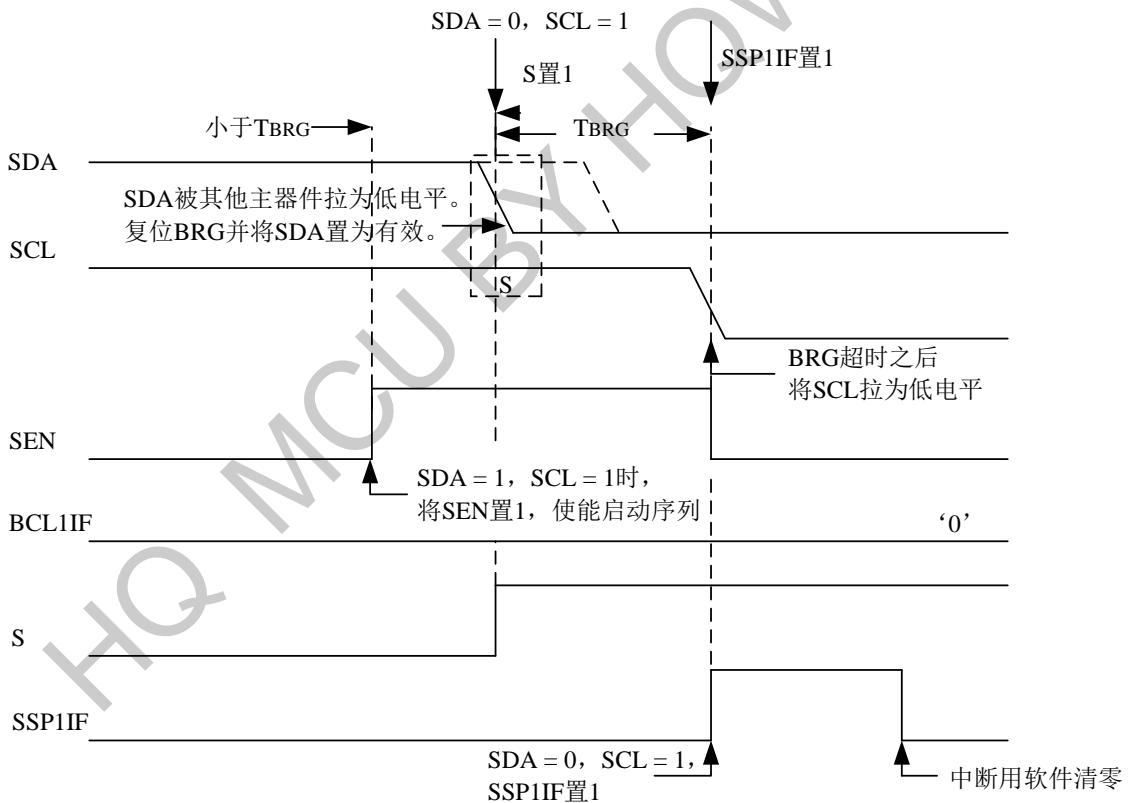 SDA = 0，SCL = 1
S置1
SSP1IF置1
小于TBRG
TBRG
SDA
SDA被其他主器件拉为低电平。
复位BRG并将SDA置为有效。
SCL
S
BRG超时之后
将SCL拉为低电平
SEN
SDA = 1，SCL = 1时，
将SEN置1，使能启动序列
BCL1IF
‘0’
S
SSP1IF
SDA = 0，SCL = 1，
SSP1IF置1
中断用软件清零
HQ MCU BY HQW